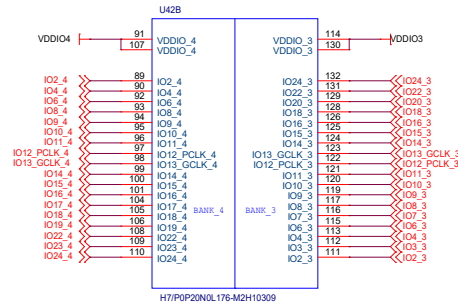 U42B
VDDIO4 91 VDDIO_4 VDDIO_3 114 VDDIO3
107 VDDIO_4 VDDIO_3 130
IO2_4 89 IO2_4 IO24_3 132 IO24_3
IO4_4 90 IO4_4 IO22_3 131 IO22_3
IO6_4 92 IO6_4 IO20_3 129 IO20_3
IO8_4 93 IO8_4 IO18_3 128 IO18_3
IO9_4 94 IO9_4 IO16_3 126 IO16_3
IO10_4 95 IO10_4 IO15_3 125 IO15_3
IO11_4 96 IO11_4 IO14_3 124 IO14_3
IO12_PCLK_4 97 IO12_PCLK_4 IO13_GCLK_3 123 IO13_GCLK_3
IO13_GCLK_4 98 IO13_GCLK_4 IO12_PCLK_3 122 IO12_PCLK_3
IO14_4 99 IO14_4 IO11_3 121 IO11_3
IO15_4 100 IO15_4 IO10_3 120 IO10_3
IO16_4 101 IO16_4 IO9_3 119 IO9_3
IO17_4 104 IO17_4 IO8_3 117 IO8_3
IO18_4 105 IO18_4 BANK_4 BANK_3 IO7_3 116 IO7_3
IO19_4 106 IO19_4 IO6_3 115 IO6_3
IO22_4 108 IO22_4 IO4_3 113 IO4_3
IO23_4 109 IO23_4 IO3_3 112 IO3_3
IO24_4 110 IO24_4 IO2_3 111 IO2_3
H7/P0P20N0L176-M2H10309